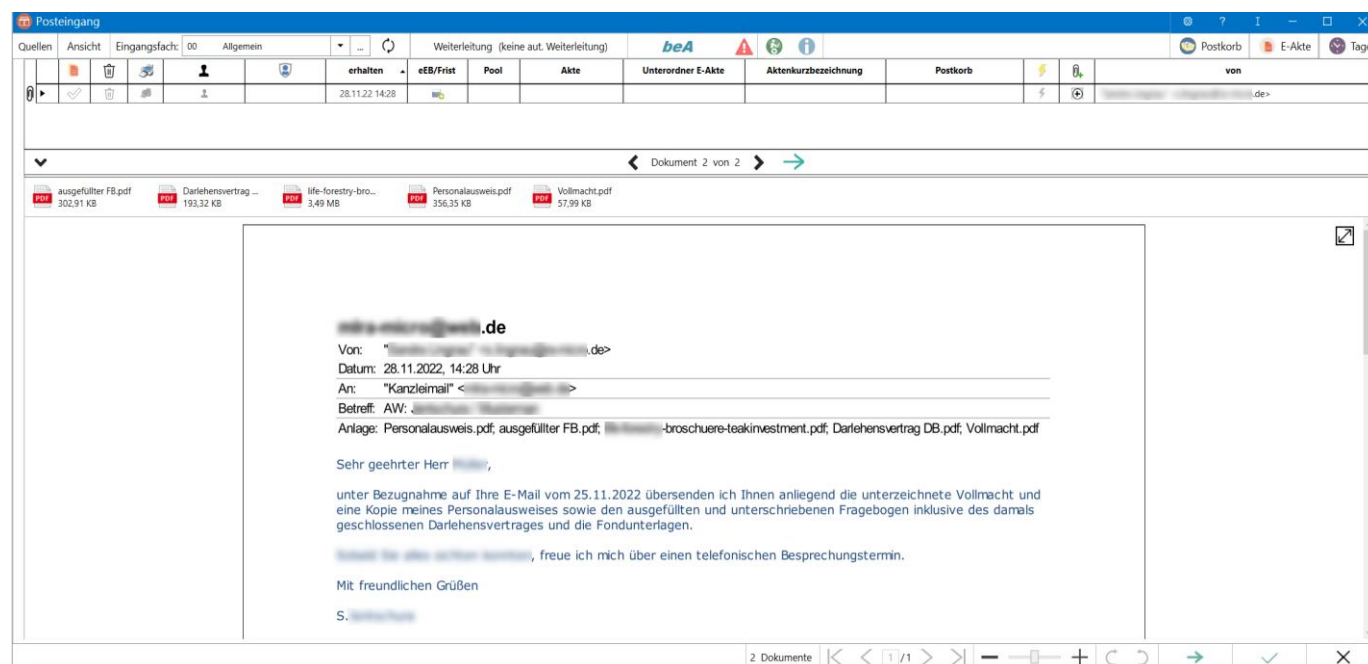 Posteingang
? I
Quellen Ansicht Eingangsfach: 00 Allgemein ... Weiterleitung (keine aut. Weiterleitung) beA Postkorb E-Akte Tage
erhalten eEB/Frist Pool Akte Unterordner E-Akte Aktenkurzbezeichnung Postkorb von
28.11.22 14:28 .de>
Dokument 2 von 2
ausgefüllter FB.pdf Darlehensvertrag ... life-forestry-bro... Personalausweis.pdf Vollmacht.pdf
PDF 302,91 KB PDF 193,32 KB PDF 3,49 MB PDF 356,35 KB PDF 57,99 KB
.de
Von: " .de>
Datum: 28.11.2022, 14:28 Uhr
An: "Kanzleimail" < >
Betreff: AW:
Anlage: Personalausweis.pdf; ausgefüllter FB.pdf; -broschuere-teakinvestment.pdf; Darlehensvertrag DB.pdf; Vollmacht.pdf
Sehr geehrter Herr ,
unter Bezugnahme auf Ihre E-Mail vom 25.11.2022 übersenden ich Ihnen anliegend die unterzeichnete Vollmacht und
eine Kopie meines Personalausweises sowie den ausgefüllten und unterschriebenen Fragebogen inklusive des damals
geschlossenen Darlehensvertrages und die Fondunterlagen.
, freue ich mich über einen telefonischen Besprechungstermin.
Mit freundlichen Grüßen
S.
2 Dokumente 1 /1